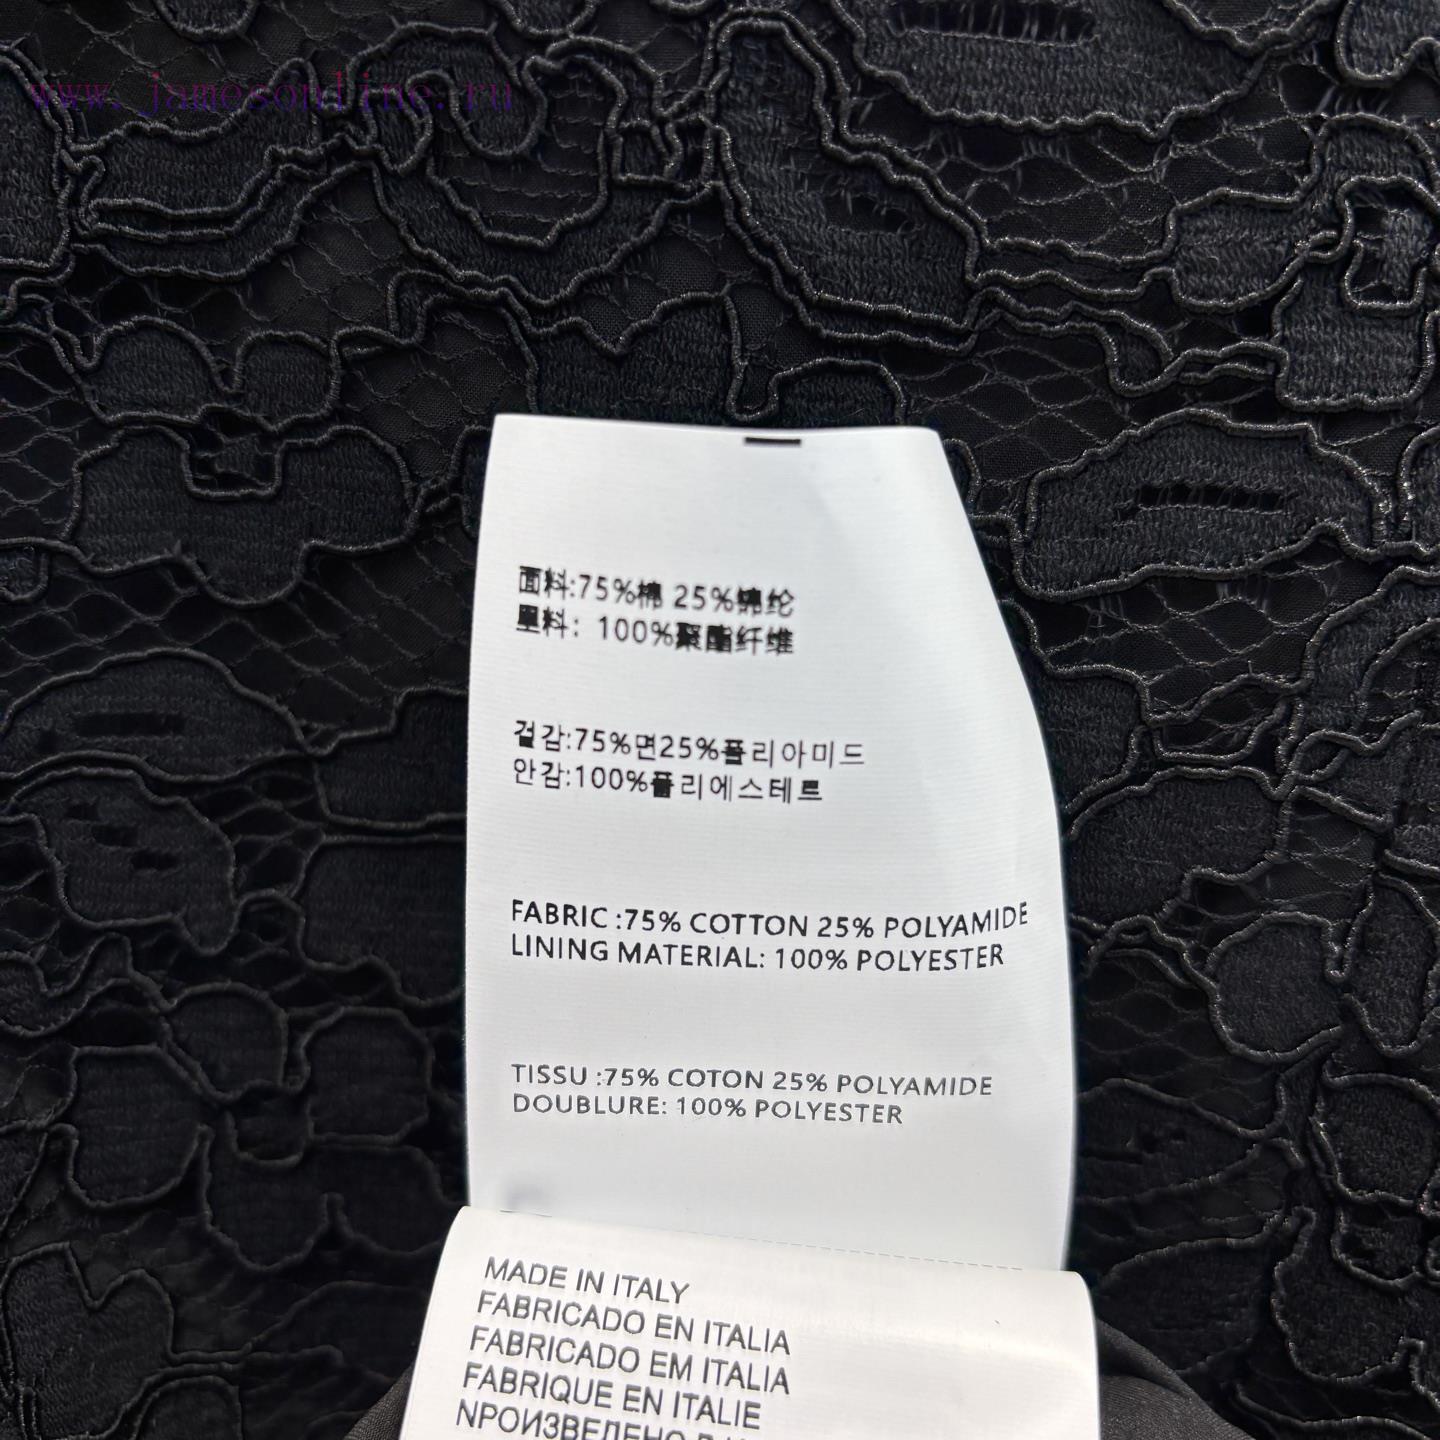 www.jamesonline.ru
面料:75%棉 25%锦纶
里料: 100%聚酯纤维
겉감:75%면25%폴리아미드
안감:100%폴리에스테르
FABRIC :75% COTTON 25% POLYAMIDE
LINING MATERIAL: 100% POLYESTER
TISSU :75% COTON 25% POLYAMIDE
DOUBLURE: 100% POLYESTER
MADE IN ITALY
FABRICADO EN ITALIA
FABRICADO EM ITALIA
FABRIQUE EN ITALIE
NPOИЗВЕДЕНО